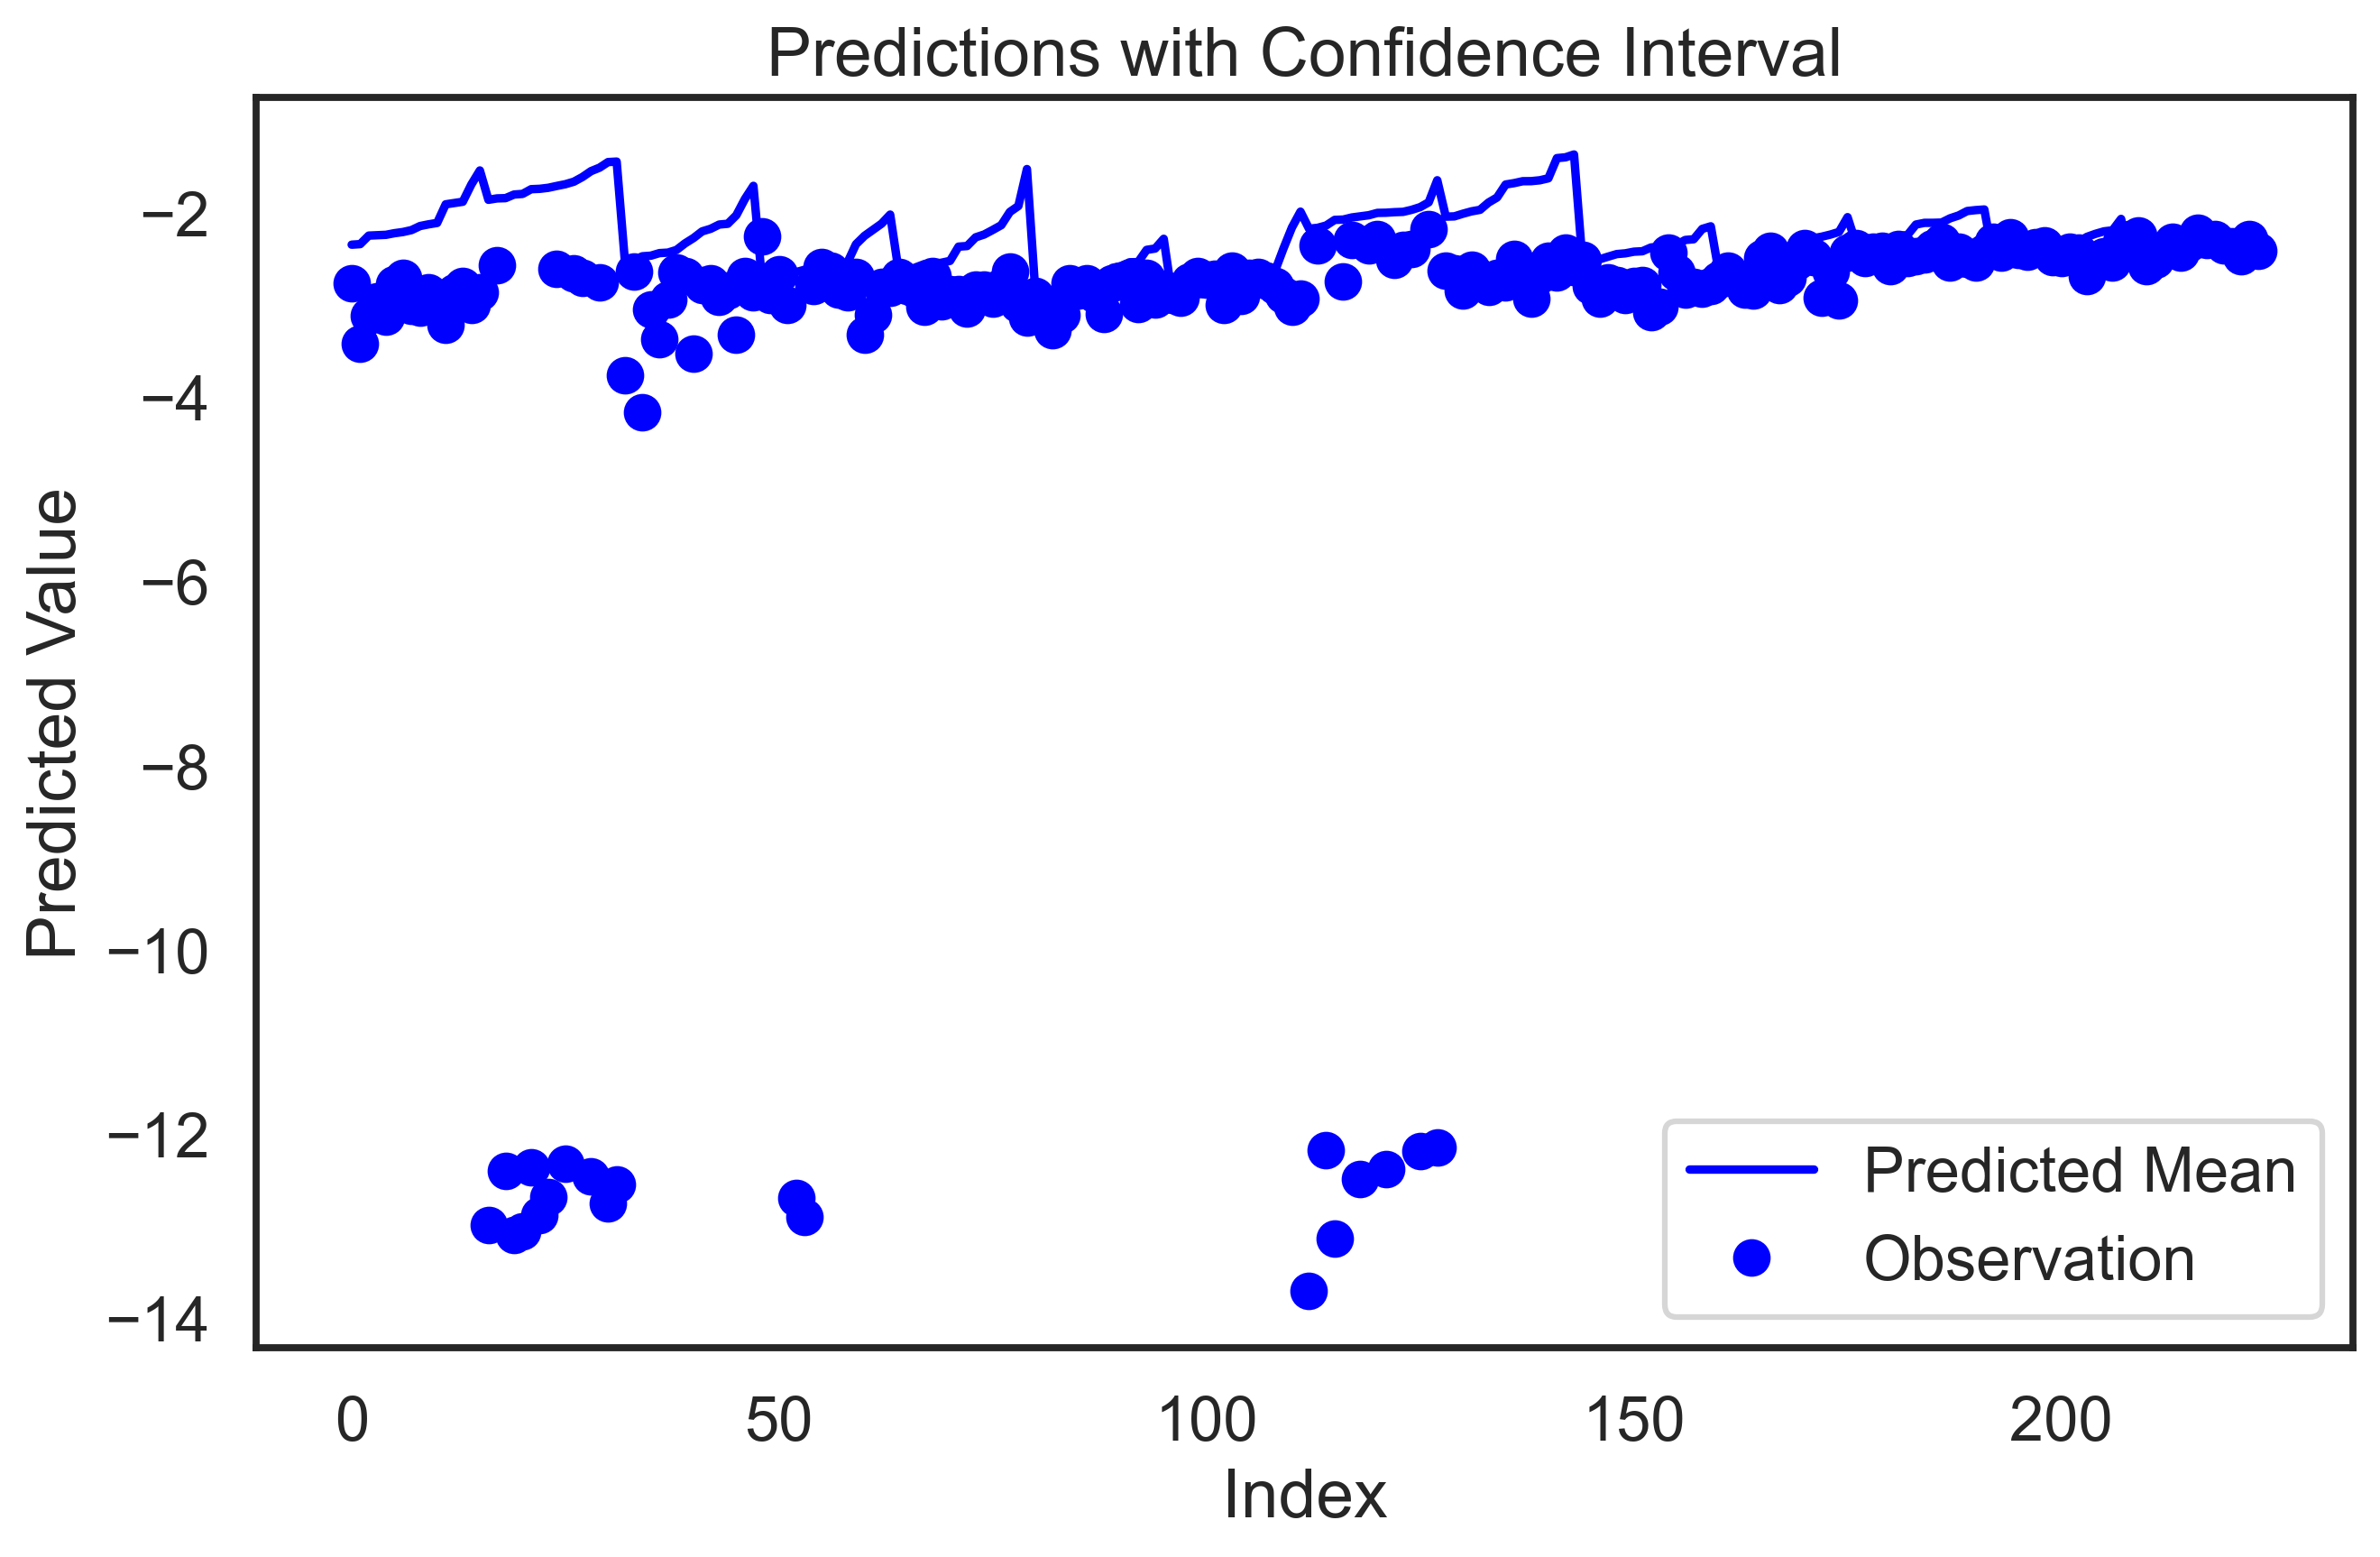 Predictions with Confidence Interval
Predicted Value
−2
−4
−6
−8
−10
−12
−14
Predicted Mean
Observation
0 50 100 150 200
Index